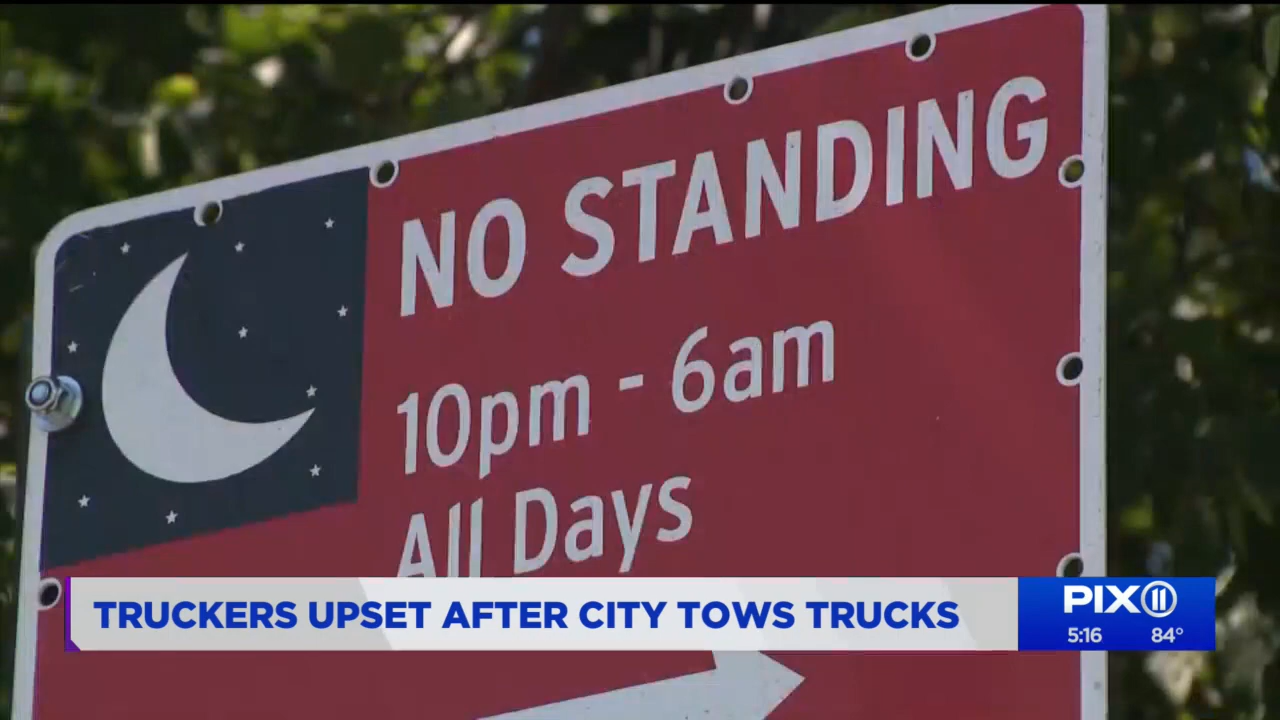 NO STANDING
10pm - 6am
All Days
TRUCKERS UPSET AFTER CITY TOWS TRUCKS
PIX11
5:16 84°